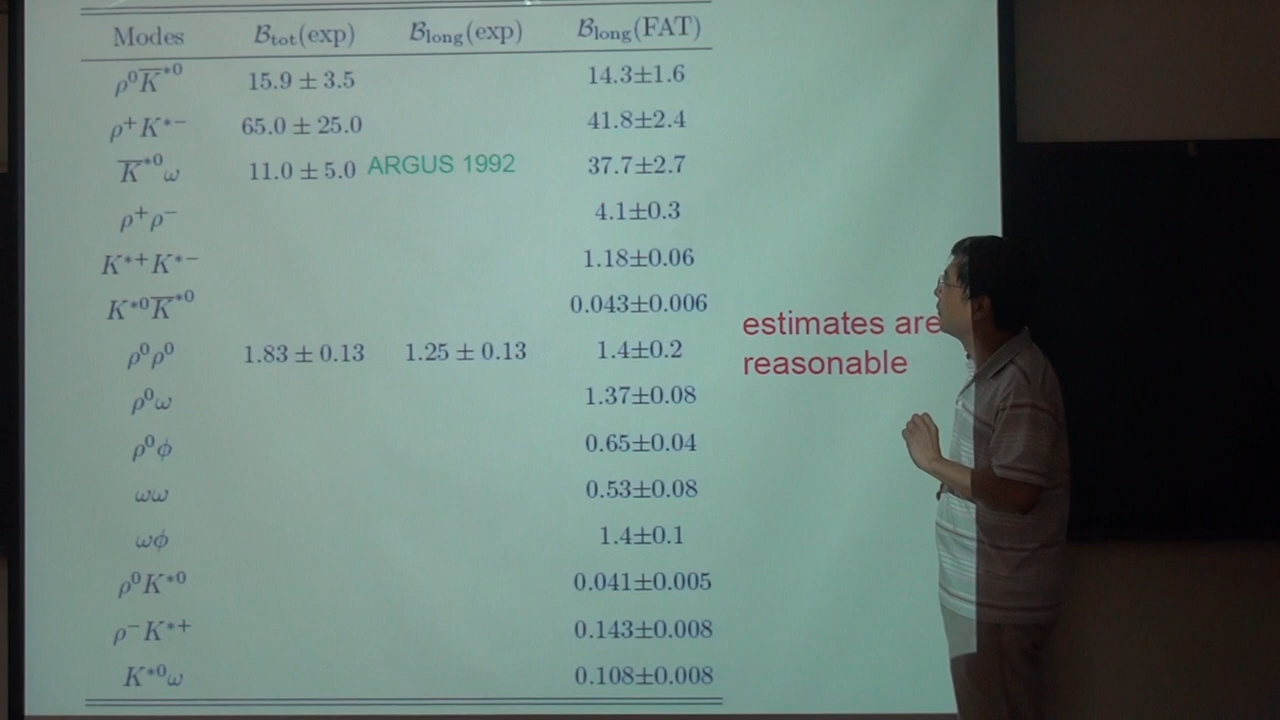 Modes B_tot(exp) B_long(exp) B_long(FAT)
ρ⁰K̅*⁰ 15.9 ± 3.5 14.3±1.6
ρ⁺K*⁻ 65.0 ± 25.0 41.8±2.4
K̅*⁰ω 11.0 ± 5.0 ARGUS 1992 37.7±2.7
ρ⁺ρ⁻ 4.1±0.3
K*⁺K*⁻ 1.18±0.06
K*⁰K̅*⁰ 0.043±0.006
estimates are
ρ⁰ρ⁰ 1.83 ± 0.13 1.25 ± 0.13 1.4±0.2
reasonable
ρ⁰ω 1.37±0.08
ρ⁰ϕ 0.65±0.04
ωω 0.53±0.08
ωϕ 1.4±0.1
ρ⁰K*⁰ 0.041±0.005
ρ⁻K*⁺ 0.143±0.008
K*⁰ω 0.108±0.008